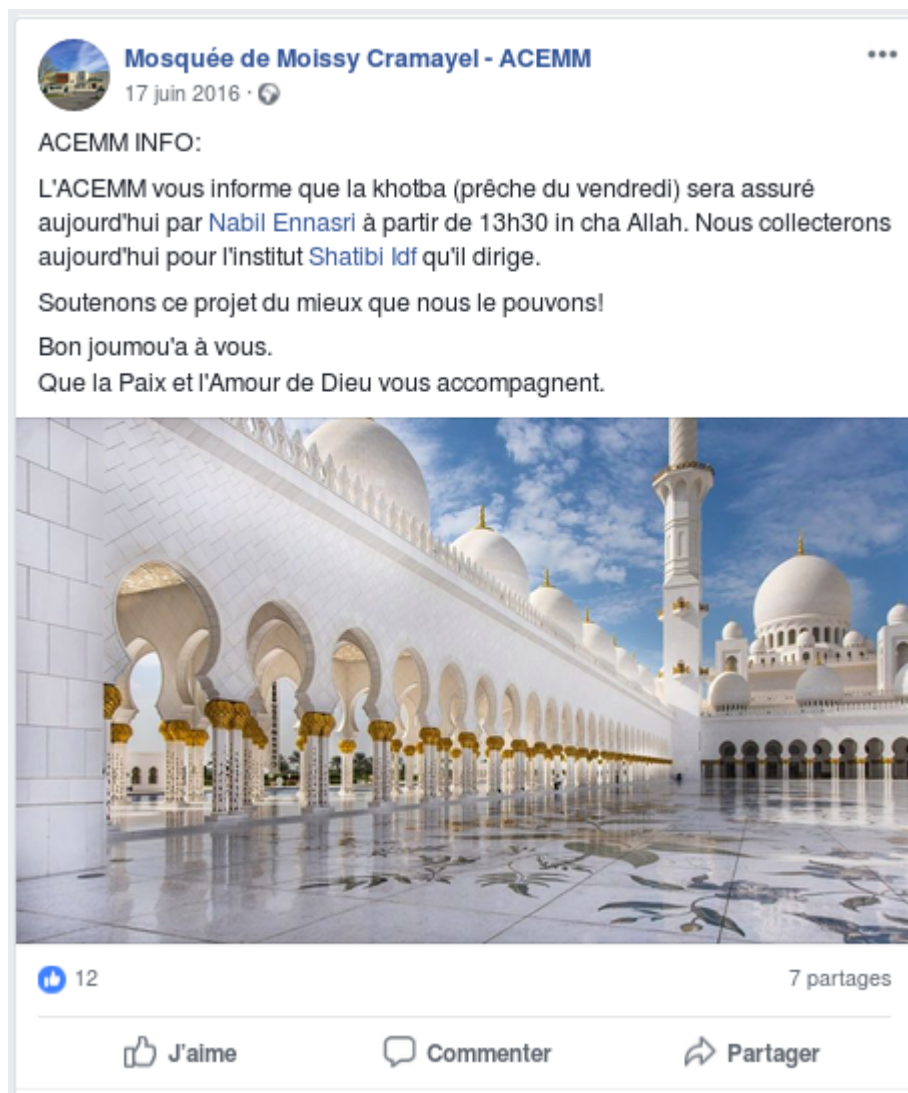 Mosquée de Moissy Cramayel - ACEMM
17 juin 2016 ·
ACEMM INFO:
L'ACEMM vous informe que la khotba (prêche du vendredi) sera assuré
aujourd'hui par Nabil Ennasri à partir de 13h30 in cha Allah. Nous collecterons
aujourd'hui pour l'institut Shatibi Idf qu'il dirige.
Soutenons ce projet du mieux que nous le pouvons!
Bon joumou'a à vous.
Que la Paix et l'Amour de Dieu vous accompagnent.
12 7 partages
J'aime Commenter Partager